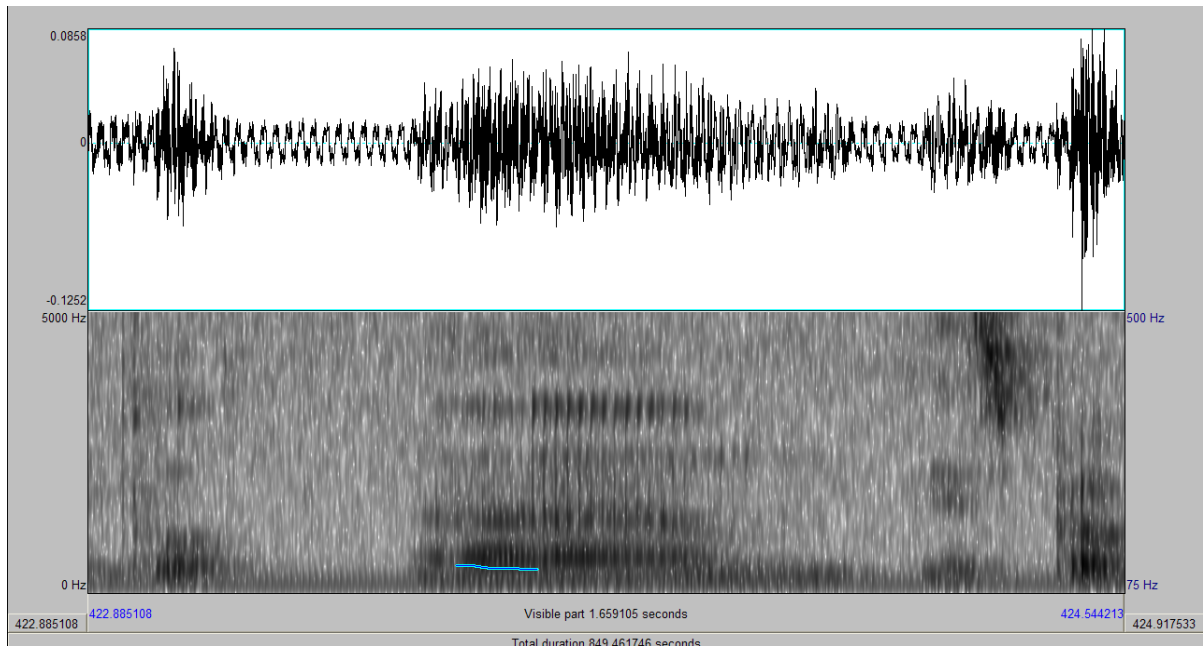 0.0858
0
-0.1252
5000 Hz 500 Hz
0 Hz 75 Hz
422.885108 Visible part 1.659105 seconds 424.544213
422.885108 424.917533
Total duration 849.461746 seconds